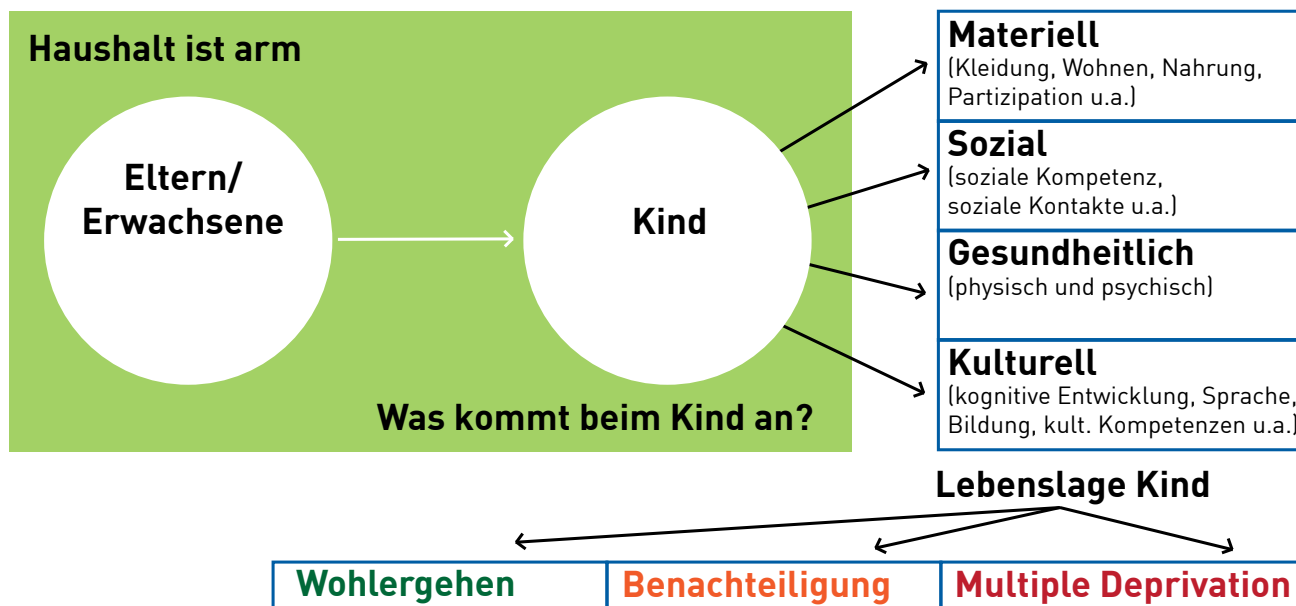 Haushalt ist arm
Eltern/
Erwachsene
Kind
Was kommt beim Kind an?
Materiell
(Kleidung, Wohnen, Nahrung,
Partizipation u.a.)
Sozial
(soziale Kompetenz,
soziale Kontakte u.a.)
Gesundheitlich
(physisch und psychisch)
Kulturell
(kognitive Entwicklung, Sprache,
Bildung, kult. Kompetenzen u.a.)
Lebenslage Kind
Wohlergehen
Benachteiligung
Multiple Deprivation